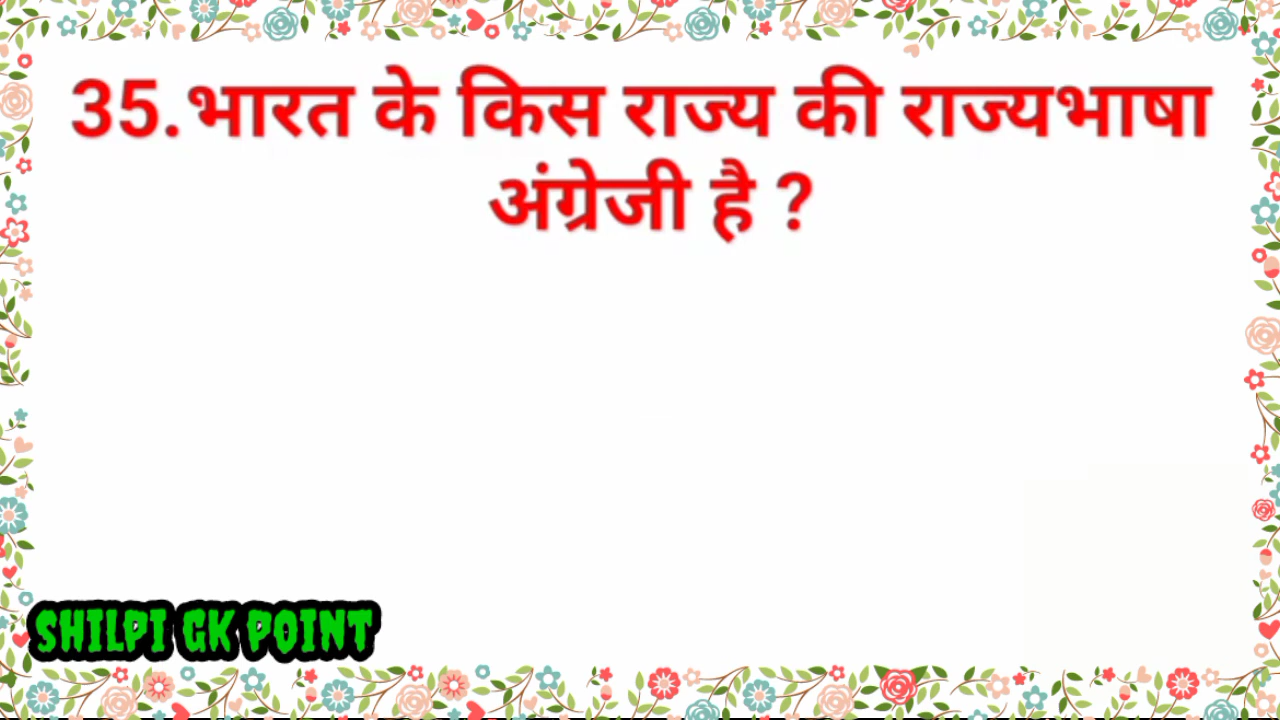 35.भारत के किस राज्य की राज्यभाषा
अंग्रेजी है ?
SHILPI GK POINT